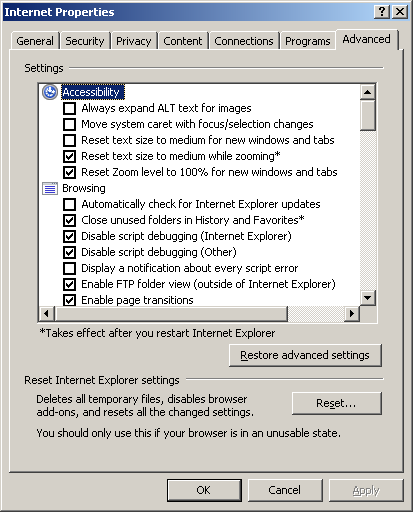 Internet Properties
General Security Privacy Content Connections Programs Advanced
Settings
Accessibility
Always expand ALT text for images
Move system caret with focus/selection changes
Reset text size to medium for new windows and tabs
Reset text size to medium while zooming*
Reset Zoom level to 100% for new windows and tabs
Browsing
Automatically check for Internet Explorer updates
Close unused folders in History and Favorites*
Disable script debugging (Internet Explorer)
Disable script debugging (Other)
Display a notification about every script error
Enable FTP folder view (outside of Internet Explorer)
Enable page transitions
*Takes effect after you restart Internet Explorer
Restore advanced settings
Reset Internet Explorer settings
Deletes all temporary files, disables browser
add-ons, and resets all the changed settings.
Reset...
You should only use this if your browser is in an unusable state.
OK Cancel Apply